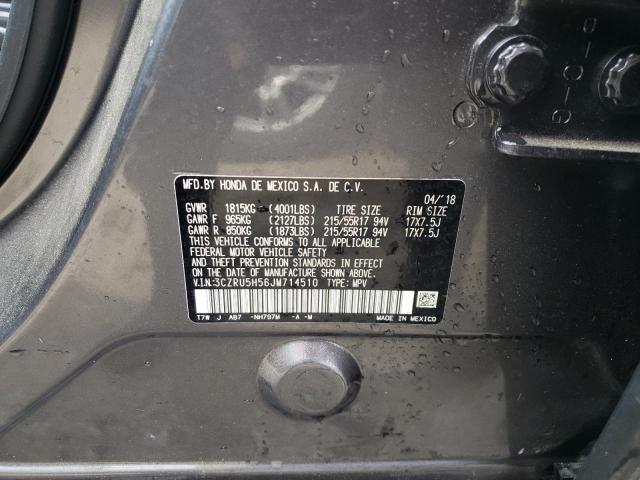 MFD.BY HONDA DE MEXICO S.A. DE C.V.
04/'18
GVWR 1815KG (4001LBS) TIRE SIZE RIM SIZE
GAWR F 965KG (2127LBS) 215/55R17 94V 17X7.5J
GAWR R 850KG (1873LBS) 215/55R17 94V 17X7.5J
THIS VEHICLE CONFORMS TO ALL APPLICABLE
FEDERAL MOTOR VEHICLE SAFETY STANDARDS IN
EFFECT ON THE DATE OF MANUFACTURE SHOWN ABOVE.
V.I.N:3CZRU5H56JM714510 TYPE: MPV
T7W J AB7 -NH797M -A -M MADE IN MEXICO